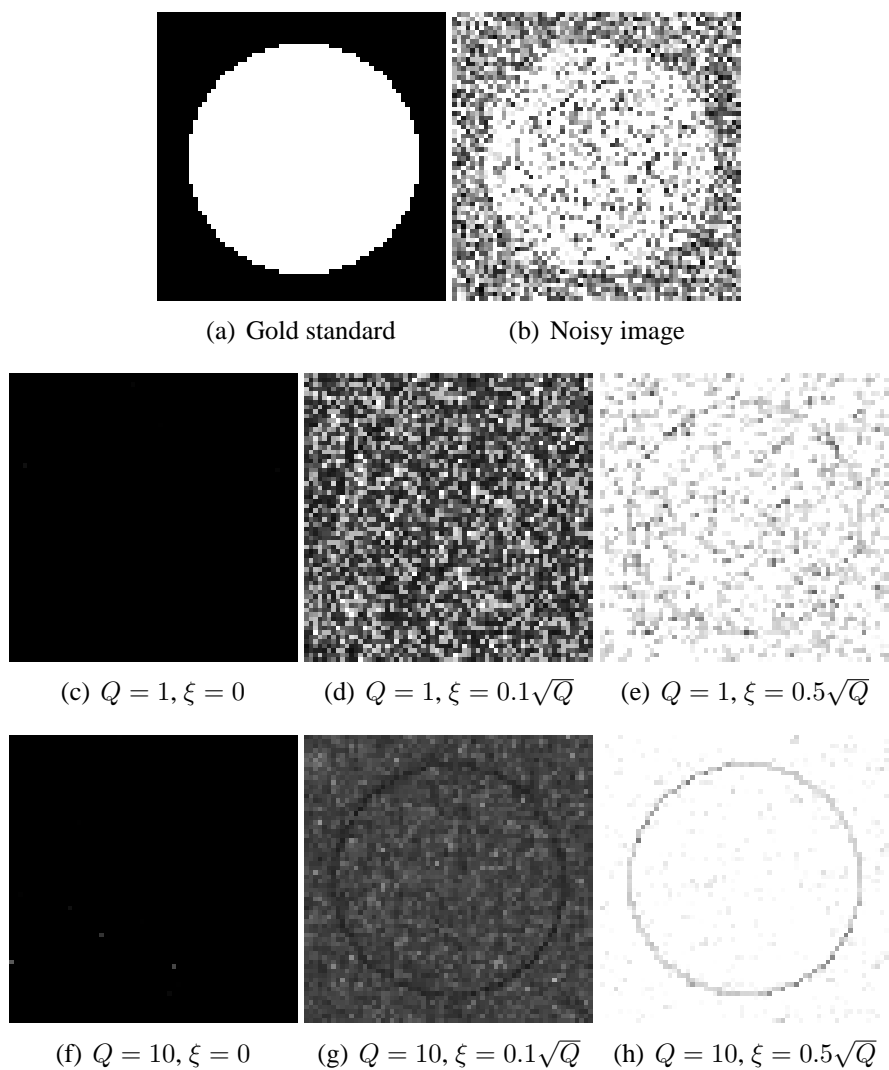 (a) Gold standard
(b) Noisy image
(c) Q = 1, ξ = 0
(d) Q = 1, ξ = 0.1√Q
(e) Q = 1, ξ = 0.5√Q
(f) Q = 10, ξ = 0
(g) Q = 10, ξ = 0.1√Q
(h) Q = 10, ξ = 0.5√Q